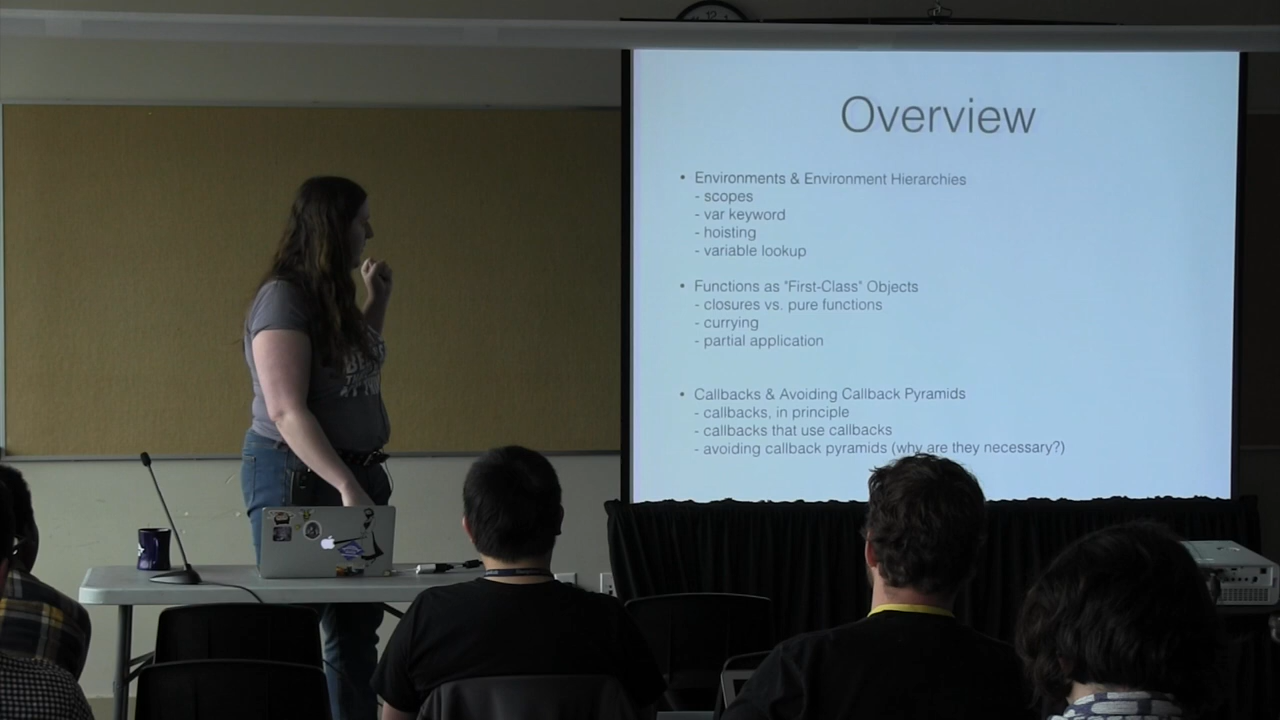 Overview
• Environments & Environment Hierarchies
- scopes
- var keyword
- hoisting
- variable lookup
• Functions as "First-Class" Objects
- closures vs. pure functions
- currying
- partial application
• Callbacks & Avoiding Callback Pyramids
- callbacks, in principle
- callbacks that use callbacks
- avoiding callback pyramids (why are they necessary?)